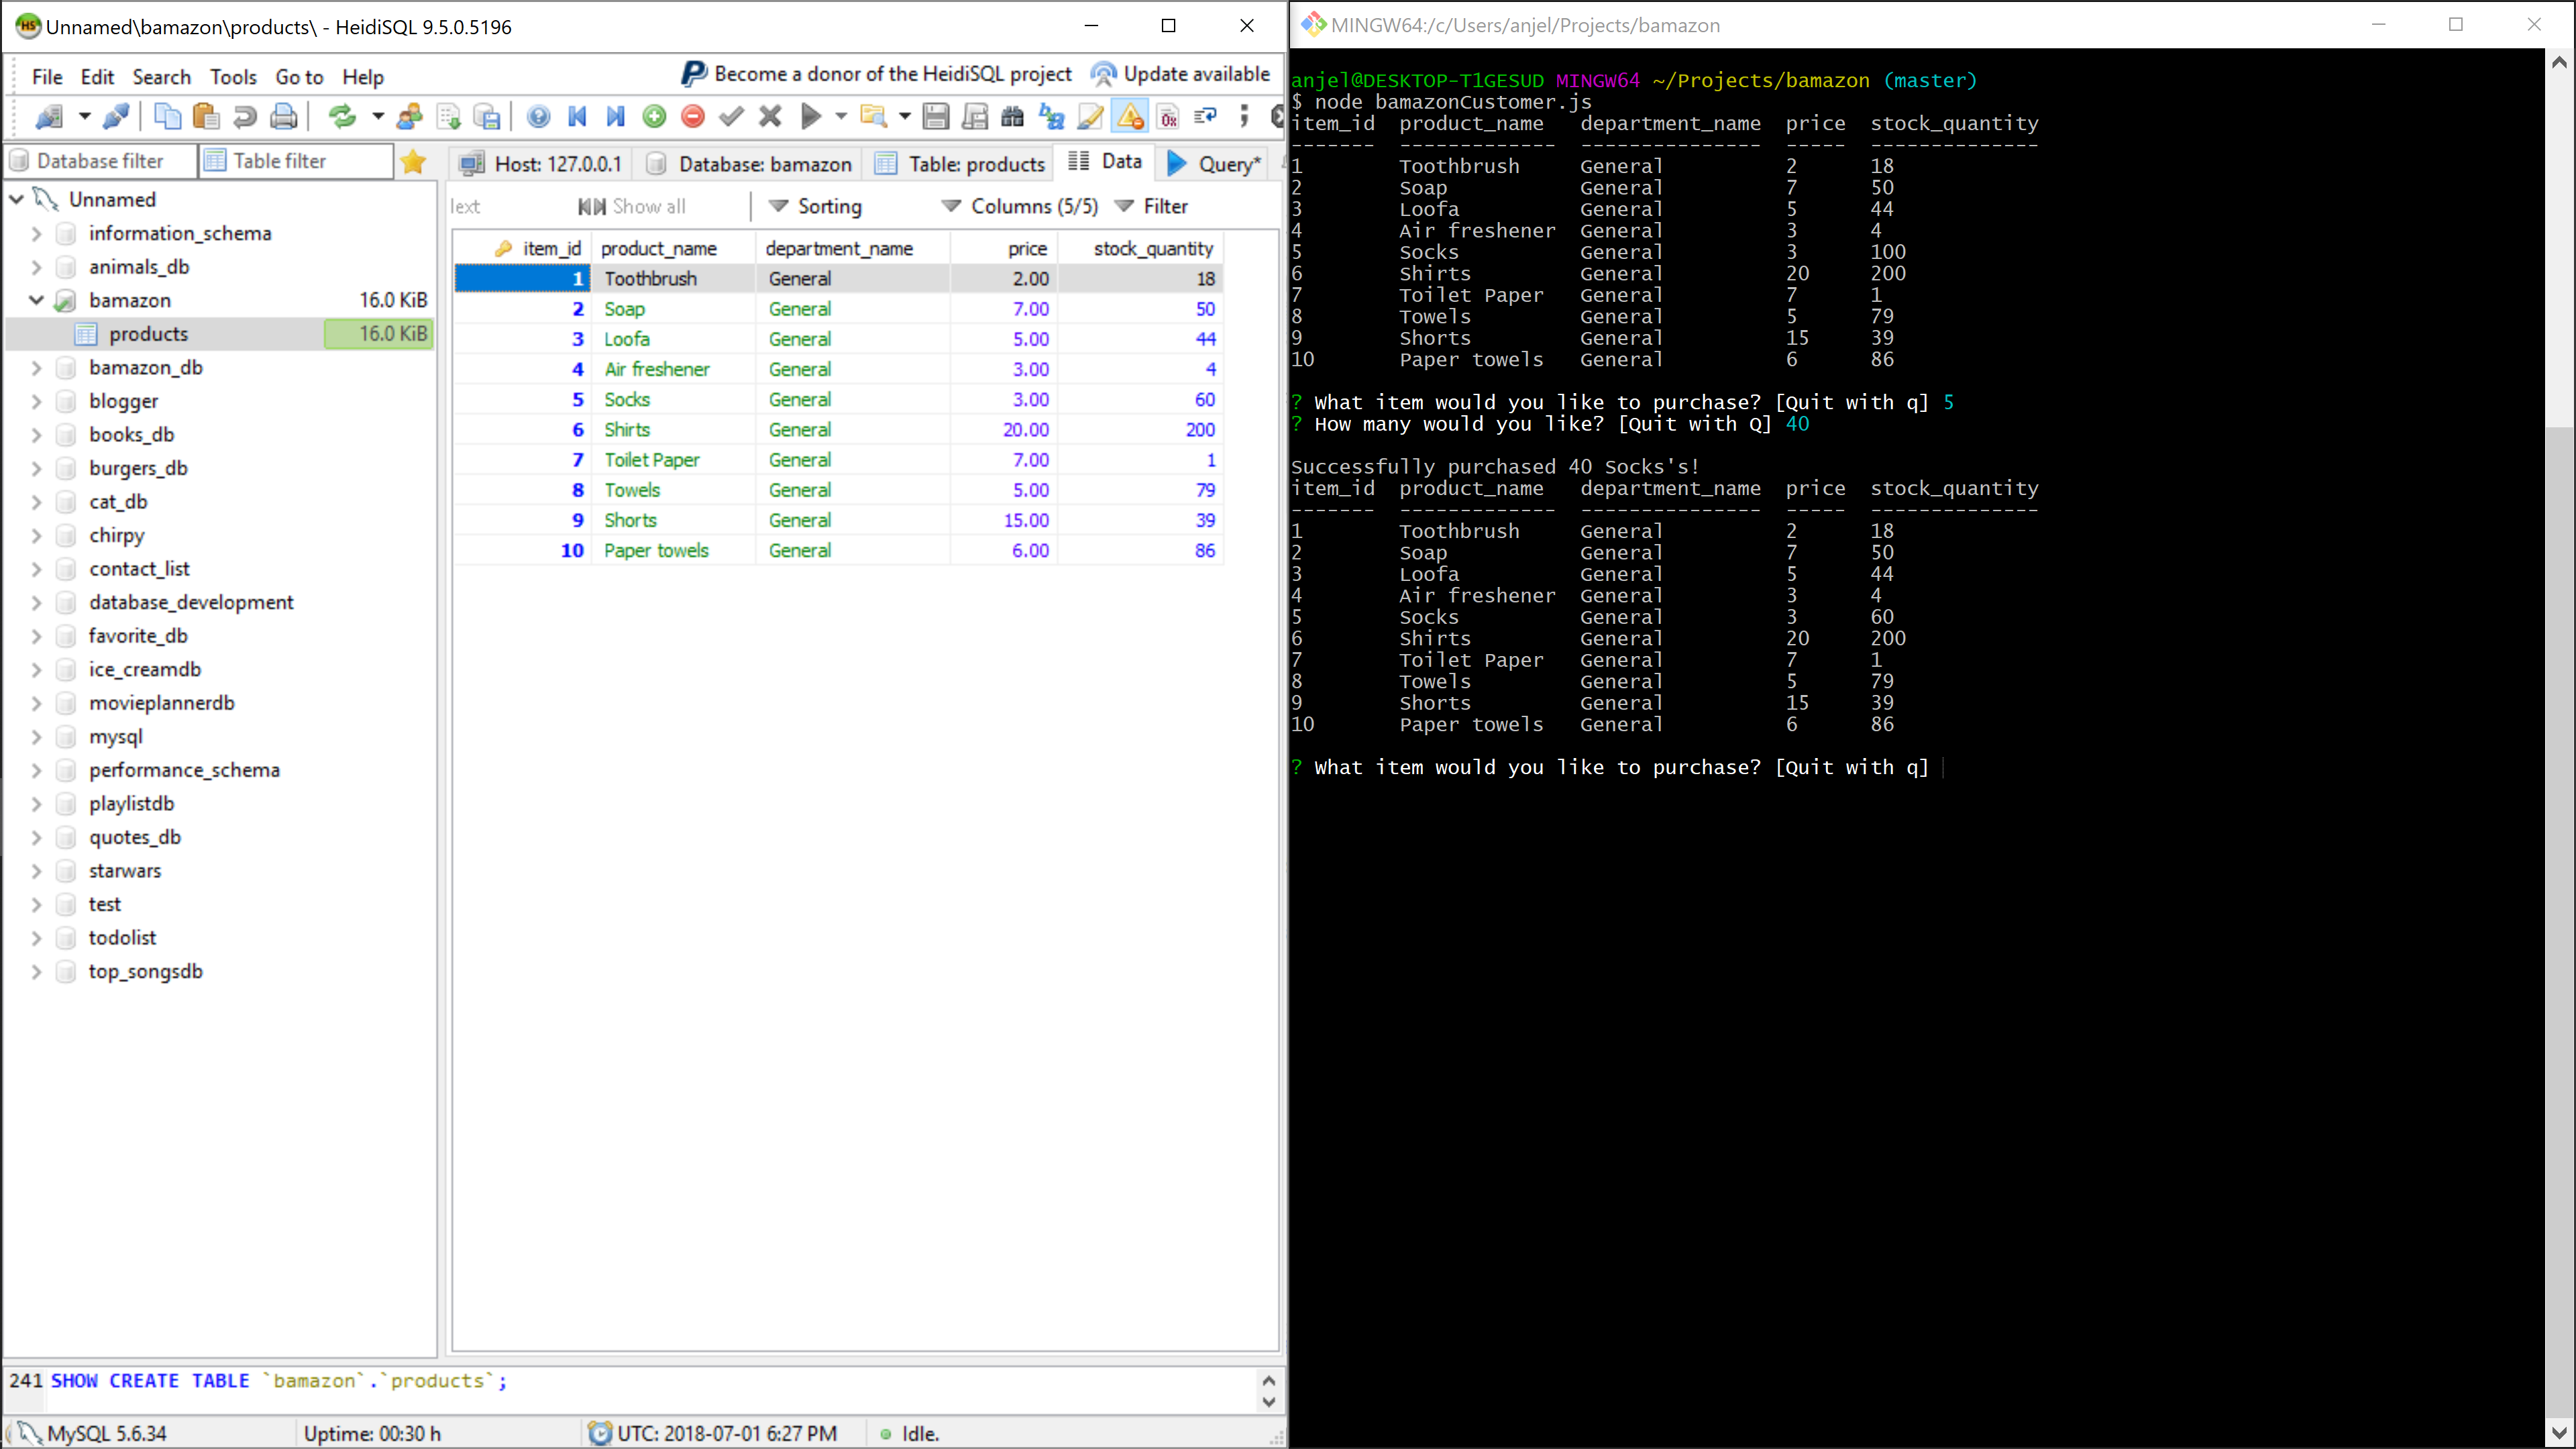 Unnamed\bamazon\products\ - HeidiSQL 9.5.0.5196
File Edit Search Tools Go to Help
Become a donor of the HeidiSQL project Update available
Database filter Table filter
Host: 127.0.0.1 Database: bamazon Table: products Data Query*
Unnamed
information_schema
animals_db
bamazon 16.0 KiB
products 16.0 KiB
bamazon_db
blogger
books_db
burgers_db
cat_db
chirpy
contact_list
database_development
favorite_db
ice_creamdb
movieplannerdb
mysql
performance_schema
playlistdb
quotes_db
starwars
test
todolist
top_songsdb
Show all Sorting Columns (5/5) Filter
item_id product_name department_name price stock_quantity
1 Toothbrush General 2.00 18
2 Soap General 7.00 50
3 Loofa General 5.00 44
4 Air freshener General 3.00 4
5 Socks General 3.00 60
6 Shirts General 20.00 200
7 Toilet Paper General 7.00 1
8 Towels General 5.00 79
9 Shorts General 15.00 39
10 Paper towels General 6.00 86
241 SHOW CREATE TABLE `bamazon`.`products`;
MySQL 5.6.34 Uptime: 00:30 h UTC: 2018-07-01 6:27 PM Idle.
MINGW64:/c/Users/anjel/Projects/bamazon
anjel@DESKTOP-T1GESUD MINGW64 ~/Projects/bamazon (master)
$ node bamazonCustomer.js
item_id product_name department_name price stock_quantity
------- ------------- --------------- ----- --------------
1 Toothbrush General 2 18
2 Soap General 7 50
3 Loofa General 5 44
4 Air freshener General 3 4
5 Socks General 3 100
6 Shirts General 20 200
7 Toilet Paper General 7 1
8 Towels General 5 79
9 Shorts General 15 39
10 Paper towels General 6 86
? What item would you like to purchase? [Quit with q] 5
? How many would you like? [Quit with Q] 40
Successfully purchased 40 Socks's!
item_id product_name department_name price stock_quantity
------- ------------- --------------- ----- --------------
1 Toothbrush General 2 18
2 Soap General 7 50
3 Loofa General 5 44
4 Air freshener General 3 4
5 Socks General 3 60
6 Shirts General 20 200
7 Toilet Paper General 7 1
8 Towels General 5 79
9 Shorts General 15 39
10 Paper towels General 6 86
? What item would you like to purchase? [Quit with q]